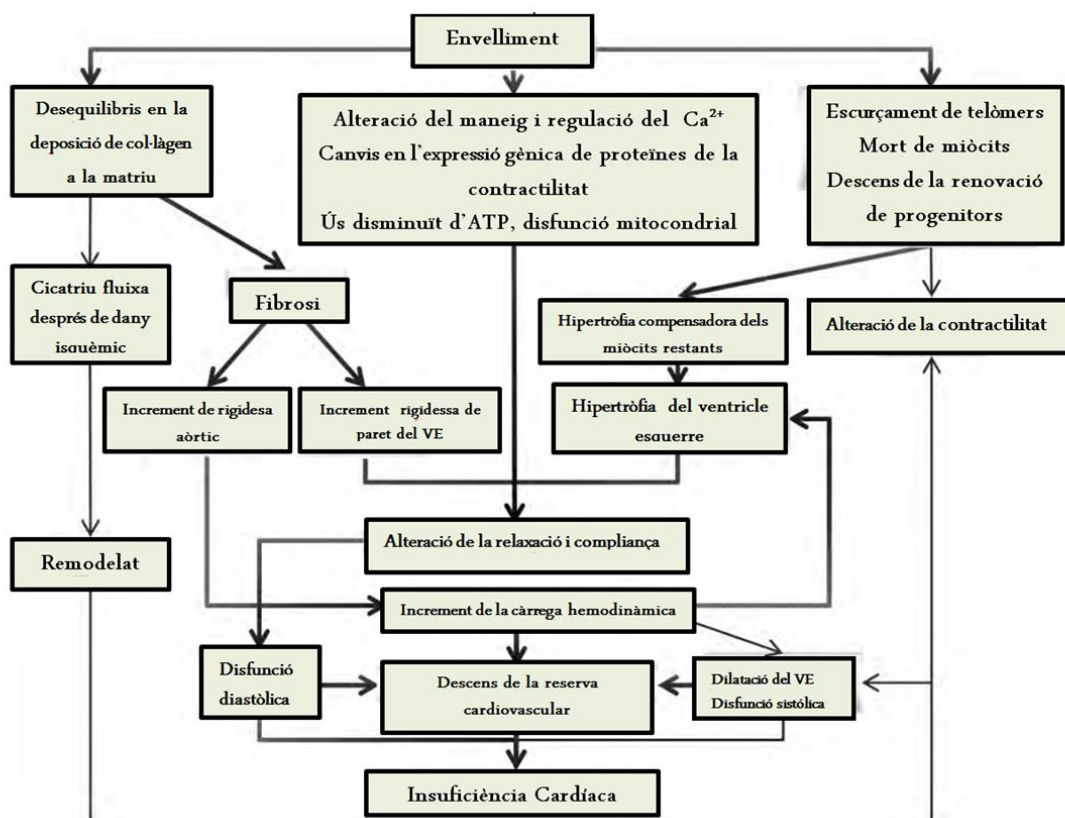 Envelliment
Desequilibris en la
deposició de col·làgen
a la matriu
Alteració del maneig i regulació del Ca²⁺
Canvis en l'expressió gènica de proteïnes de la
contractilitat
Ús disminuït d'ATP, disfunció mitocondrial
Escurçament de telòmers
Mort de miòcits
Descens de la renovació
de progenitors
Cicatriu fluixa
després de dany
isquèmic
Fibrosi
Hipertròfia compensadora dels
miòcits restants
Alteració de la contractilitat
Increment de rigidesa
aòrtic
Increment rigidessa de
paret del VE
Hipertròfia del ventricle
esquerre
Remodelat
Alteració de la relaxació i compliança
Increment de la càrrega hemodinàmica
Disfunció
diastòlica
Descens de la reserva
cardiovascular
Dilatació del VE
Disfunció sistólica
Insuficiència Cardíaca